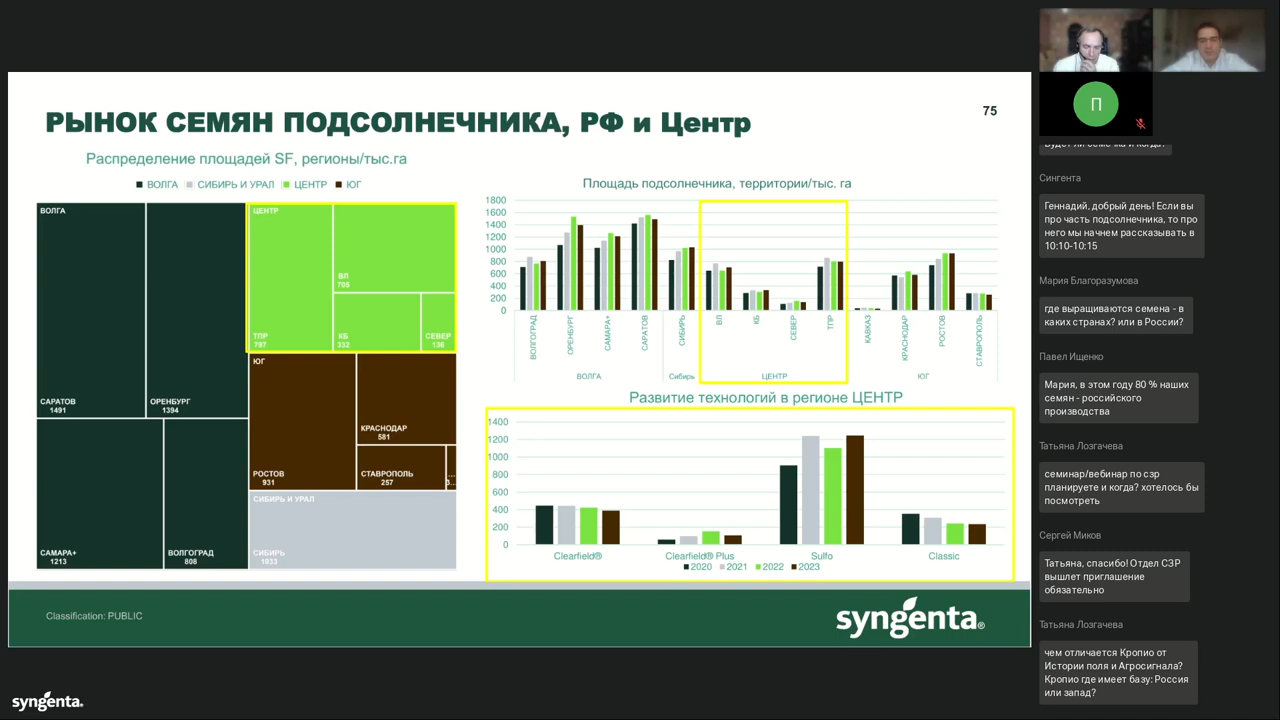 РЫНОК СЕМЯН ПОДСОЛНЕЧНИКА, РФ и Центр
75
Распределение площадей SF, регионы/тыс.га
ВОЛГА СИБИРЬ И УРАЛ ЦЕНТР ЮГ
ВОЛГА
САРАТОВ
1491
ОРЕНБУРГ
1394
САМАРА+
1213
ВОЛГОГРАД
808
ЦЕНТР
ТПР
797
ВЛ
705
КБ
332
СЕВЕР
136
ЮГ
РОСТОВ
931
КРАСНОДАР
581
СТАВРОПОЛЬ
257
...
3...
СИБИРЬ И УРАЛ
СИБИРЬ
1033
Площадь подсолнечника, территории/тыс. га
1800
1600
1400
1200
1000
800
600
400
200
0
ВОЛГОГРАД
ОРЕНБУРГ
САМАРА+
САРАТОВ
СИБИРЬ
ВЛ
КБ
СЕВЕР
ТПР
КАВКАЗ
КРАСНОДАР
РОСТОВ
СТАВРОПОЛЬ
ВОЛГА Сибирь ЦЕНТР ЮГ
Развитие технологий в регионе ЦЕНТР
1400
1200
1000
800
600
400
200
0
Clearfield® Clearfield® Plus Sulfo Classic
2020 2021 2022 2023
Classification: PUBLIC
syngenta®
syngenta®
П
Сингента
Геннадий, добрый день! Если вы
про часть подсолнечника, то про
него мы начнем рассказывать в
10:10-10:15
Мария Благоразумова
где выращиваются семена - в
каких странах? или в России?
Павел Ищенко
Мария, в этом году 80 % наших
семян - российского
производства
Татьяна Лозгачева
семинар/вебинар по сзр
планируете и когда? хотелось бы
посмотреть
Сергей Миков
Татьяна, спасибо! Отдел СЗР
вышлет приглашение
обязательно
Татьяна Лозгачева
чем отличается Кропио от
Истории поля и Агросигнала?
Кропио где имеет базу: Россия
или запад?